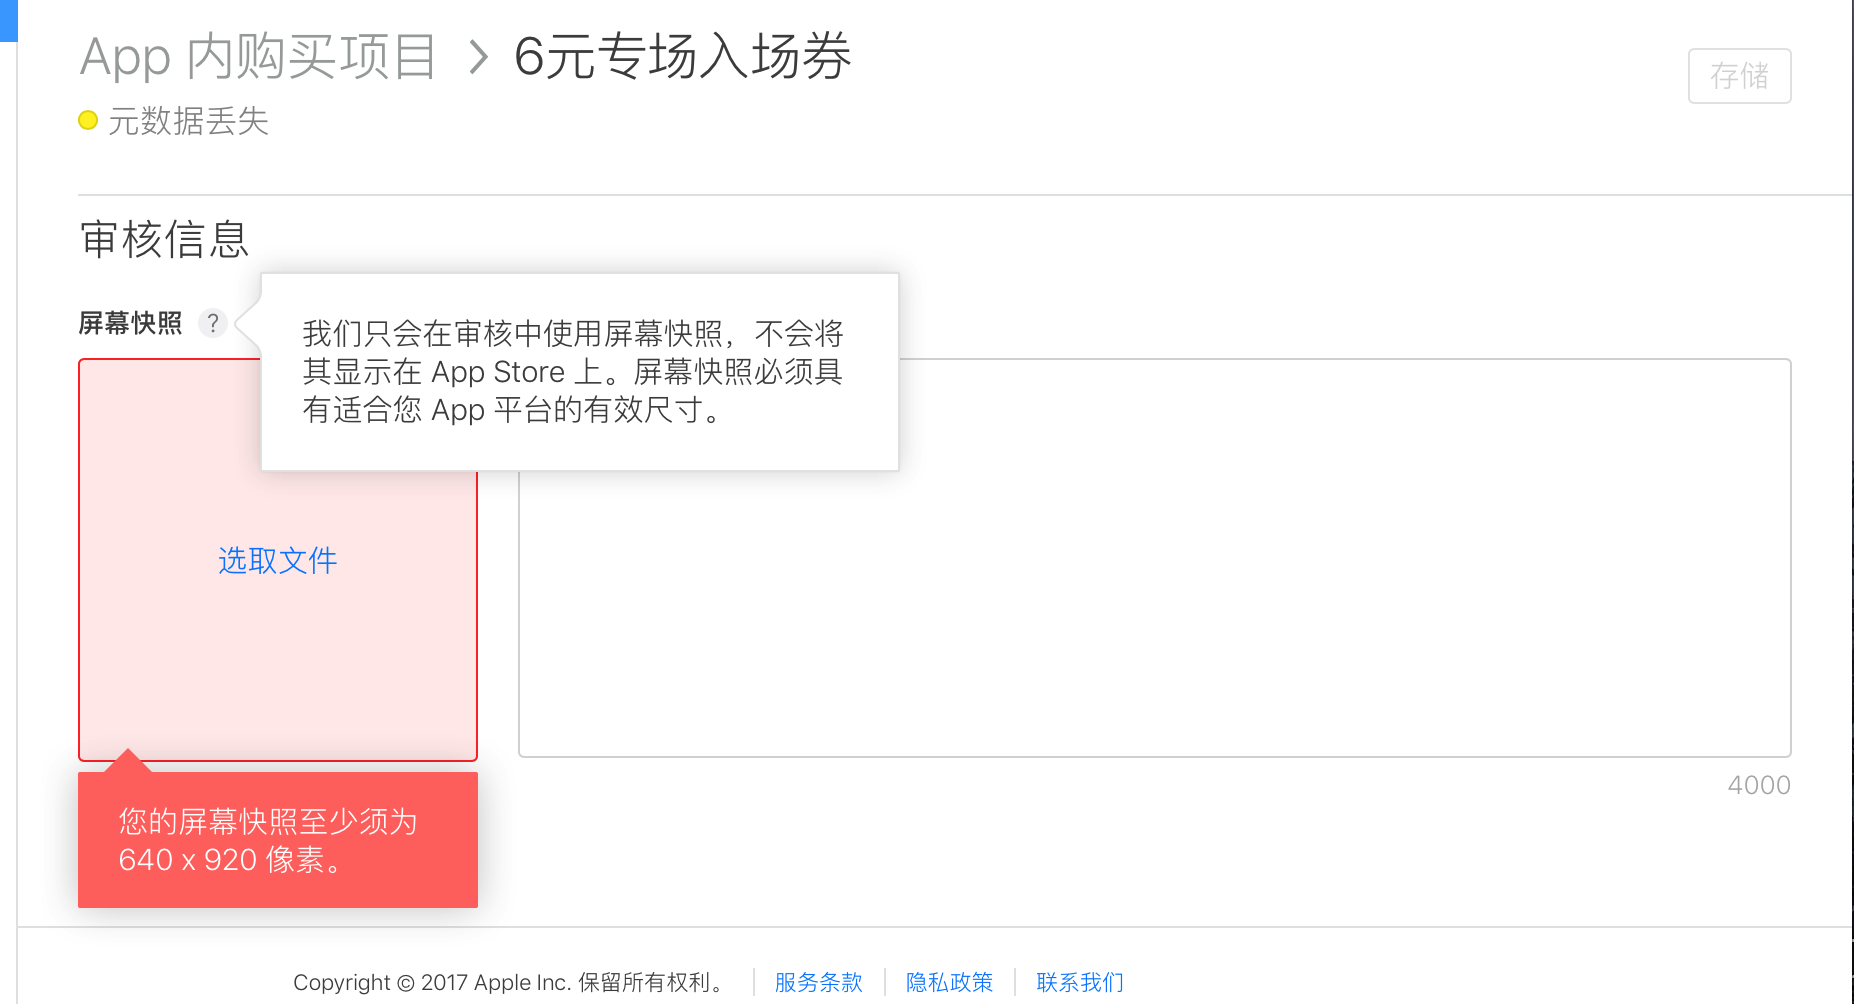 App 内购买项目 > 6元专场入场券
存储
元数据丢失
审核信息
屏幕快照 ?
我们只会在审核中使用屏幕快照，不会将
其显示在 App Store 上。屏幕快照必须具
有适合您 App 平台的有效尺寸。
选取文件
4000
您的屏幕快照至少须为
640 x 920 像素。
Copyright © 2017 Apple Inc. 保留所有权利。 服务条款 隐私政策 联系我们